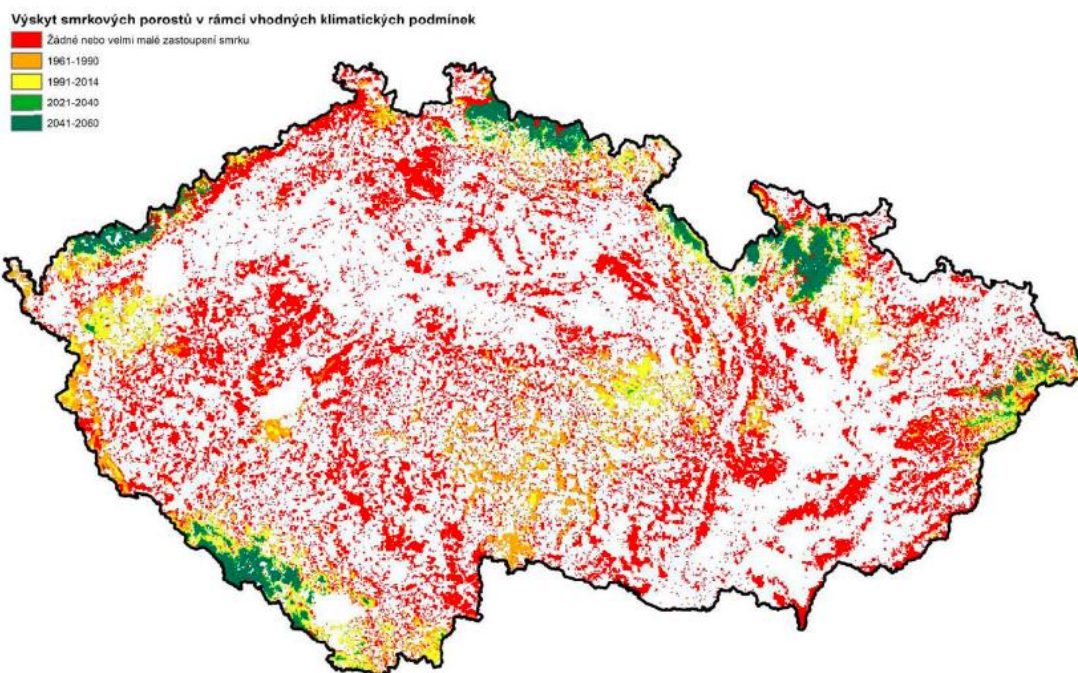 Výskyt smrkových porostů v rámci vhodných klimatických podmínek
Žádné nebo velmi malé zastoupení smrku
1961-1990
1991-2014
2021-2040
2041-2060